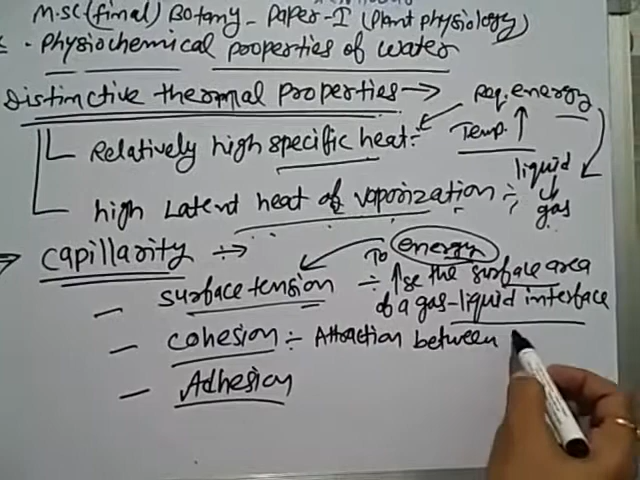 M.SC(final) Botany - Paper-I (Plant physiology)
- Physiochemical properties of water
Distinctive thermal properties → Req. energy
Relatively high specific heat:- Temp. ↑
liquid
high Latent heat of vaporization ÷ ↓
gas
⇒ Capillarity ÷→ To energy
- surface tension ÷ ↑se the surface area
of a gas-liquid interface
- cohesion ÷ Attraction between
- Adhesion